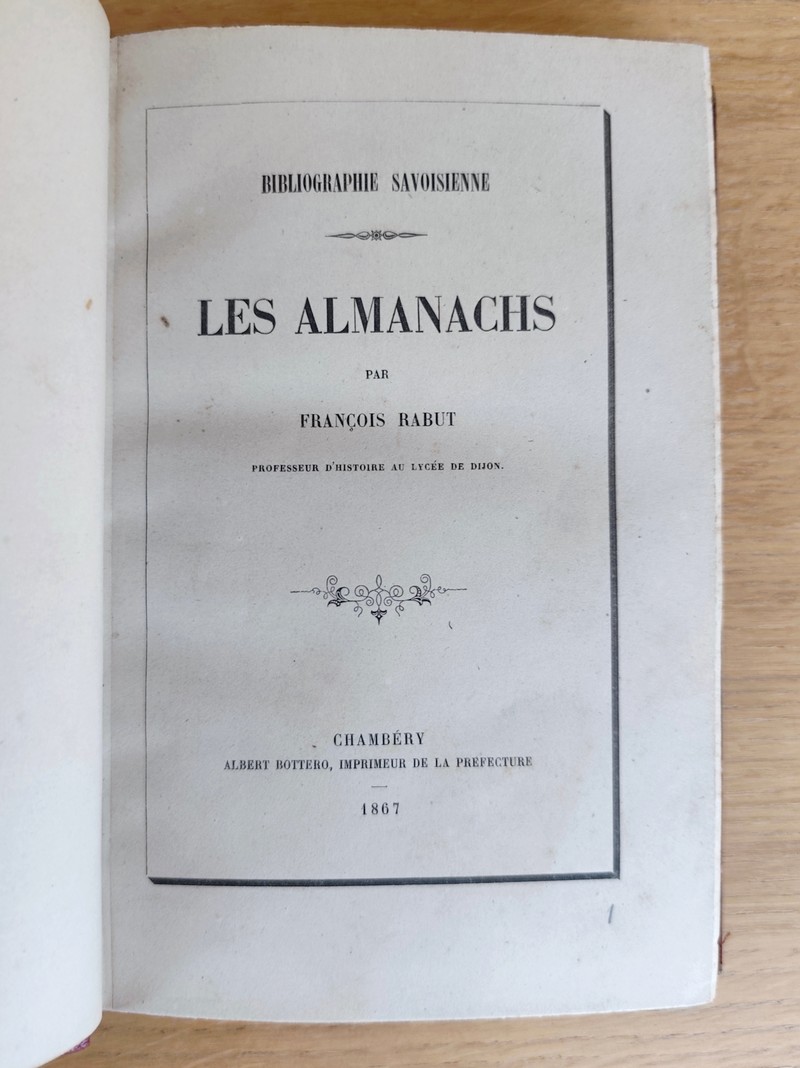 BIBLIOGRAPHIE SAVOISIENNE
LES ALMANACHS
PAR
FRANÇOIS RABUT
PROFESSEUR D'HISTOIRE AU LYCÉE DE DIJON.
CHAMBÉRY
ALBERT BOTTERO, IMPRIMEUR DE LA PRÉFECTURE
1867
1